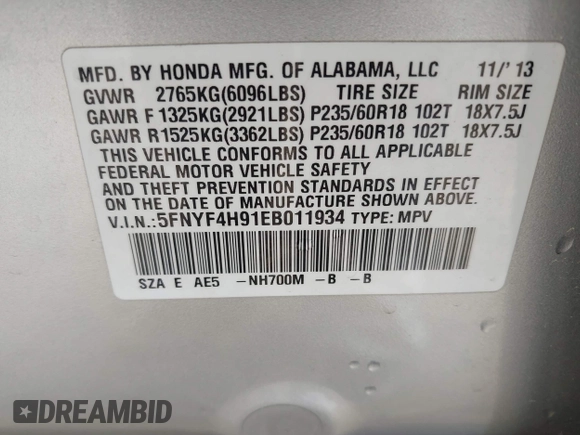 MFD. BY HONDA MFG. OF ALABAMA, LLC 11/' 13
GVWR 2765KG(6096LBS) TIRE SIZE RIM SIZE
GAWR F 1325KG(2921LBS) P235/60R18 102T 18X7.5J
GAWR R1525KG(3362LBS) P235/60R18 102T 18X7.5J
THIS VEHICLE CONFORMS TO ALL APPLICABLE
FEDERAL MOTOR VEHICLE SAFETY
AND THEFT PREVENTION STANDARDS IN EFFECT
ON THE DATE OF MANUFACTURE SHOWN ABOVE.
V.I.N.:5FNYF4H91EB011934 TYPE: MPV
SZA E AE5 -NH700M -B -B
DREAMBID